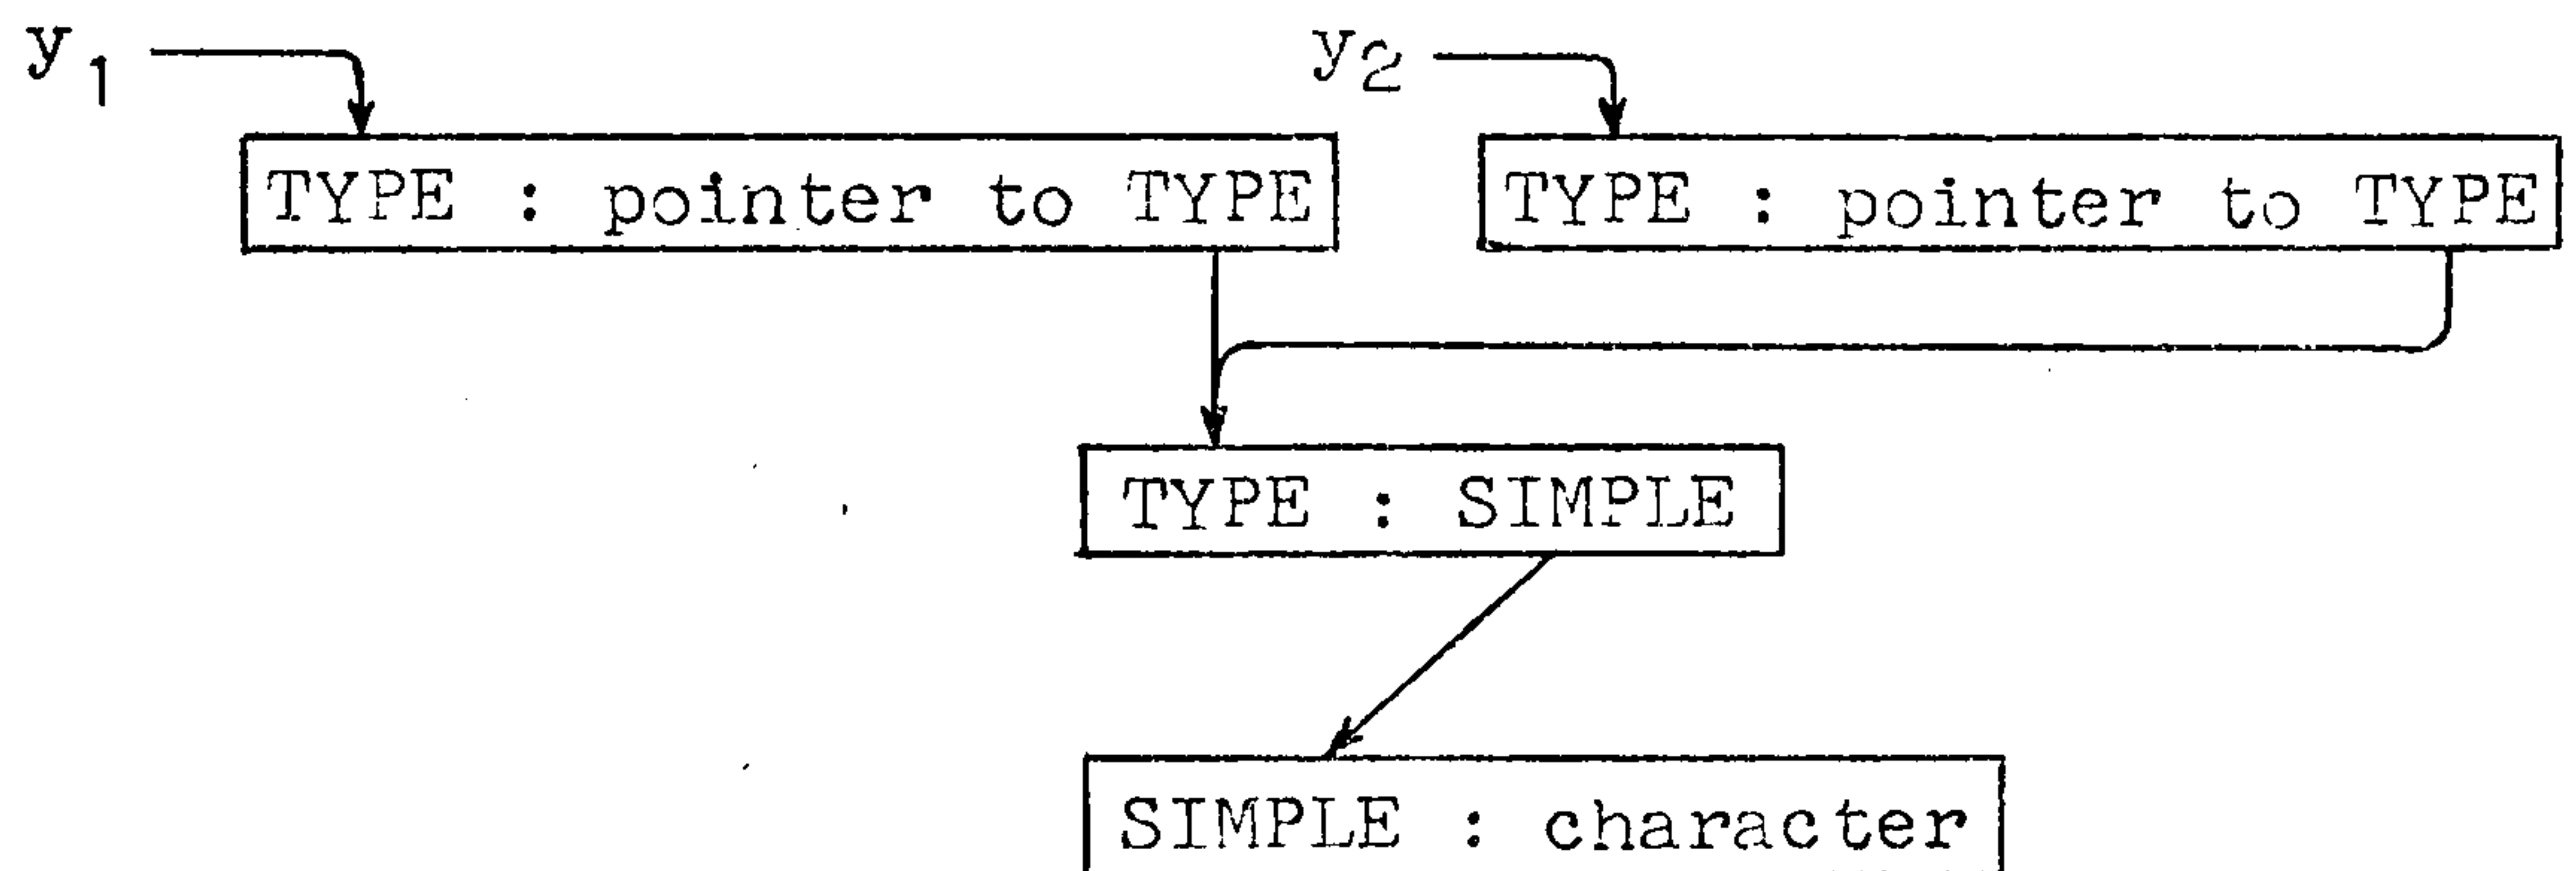 y1 y2
TYPE : pointer to TYPE TYPE : pointer to TYPE
TYPE : SIMPLE
SIMPLE : character